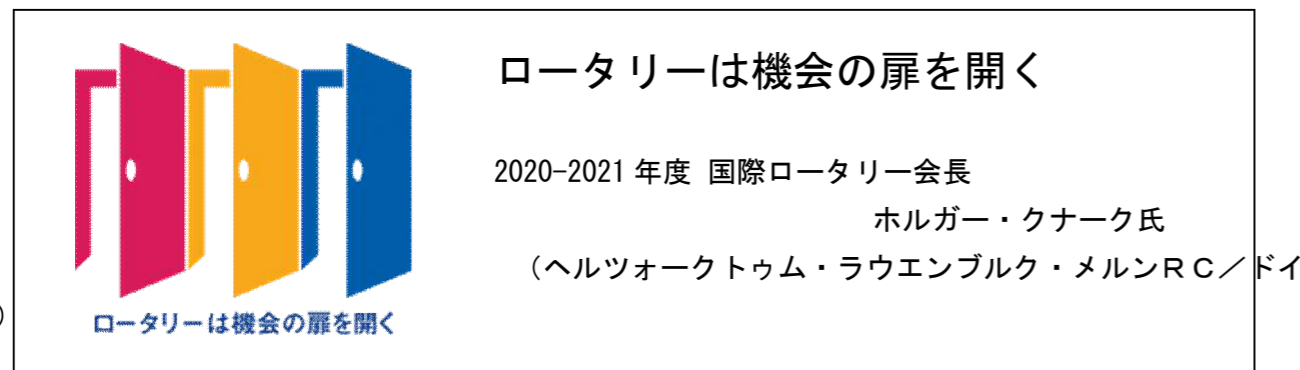 ロータリーは機会の扉を開く
2020-2021 年度 国際ロータリー会長
ホルガー・クナーク氏
（ヘルツォークトゥム・ラウエンブルク・メルンＲＣ／ドイ
）
ロータリーは機会の扉を開く